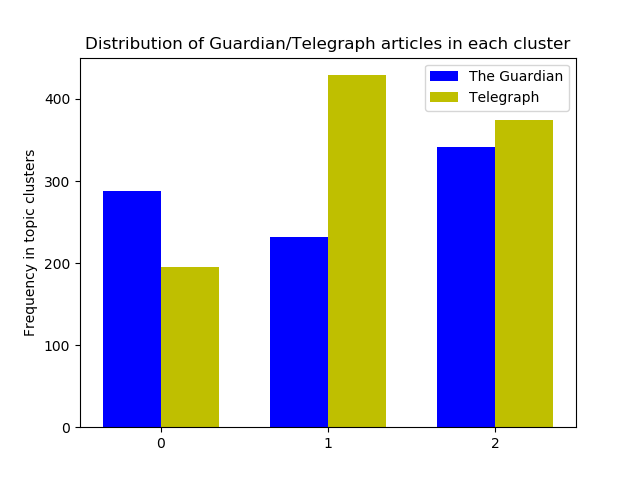 Distribution of Guardian/Telegraph articles in each cluster
The Guardian
Telegraph
Frequency in topic clusters
400
300
200
100
0
0 1 2